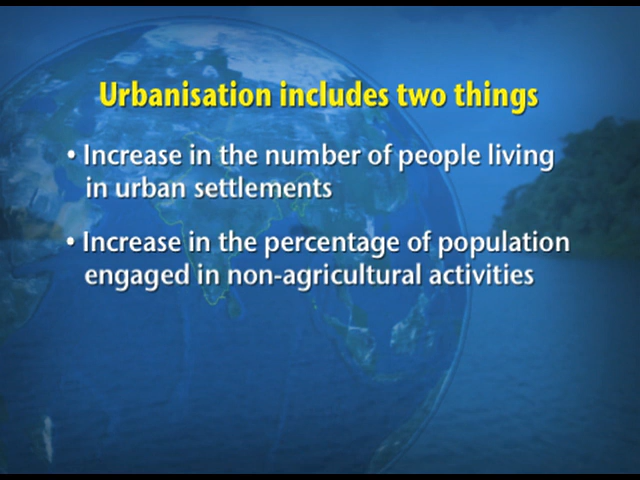 Urbanisation includes two things
• Increase in the number of people living
in urban settlements
• Increase in the percentage of population
engaged in non-agricultural activities